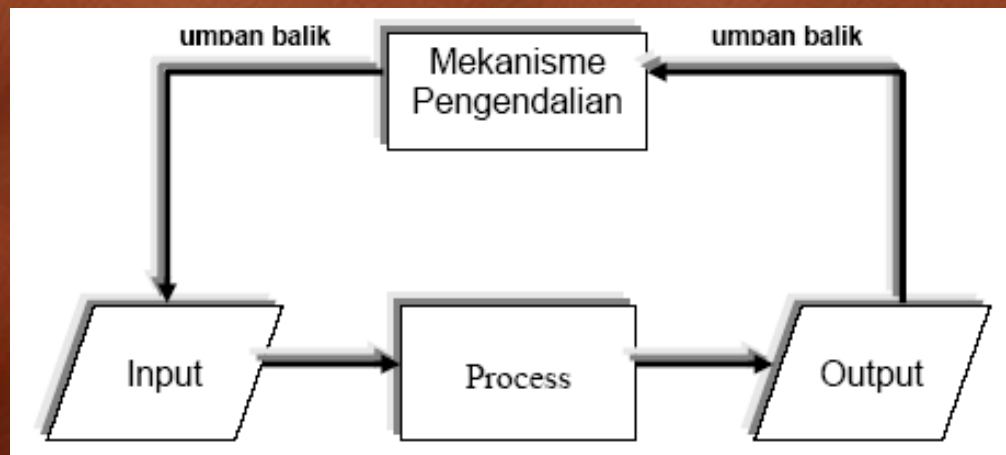 umpan balik
Mekanisme
Pengendalian
umpan balik
Input
Process
Output